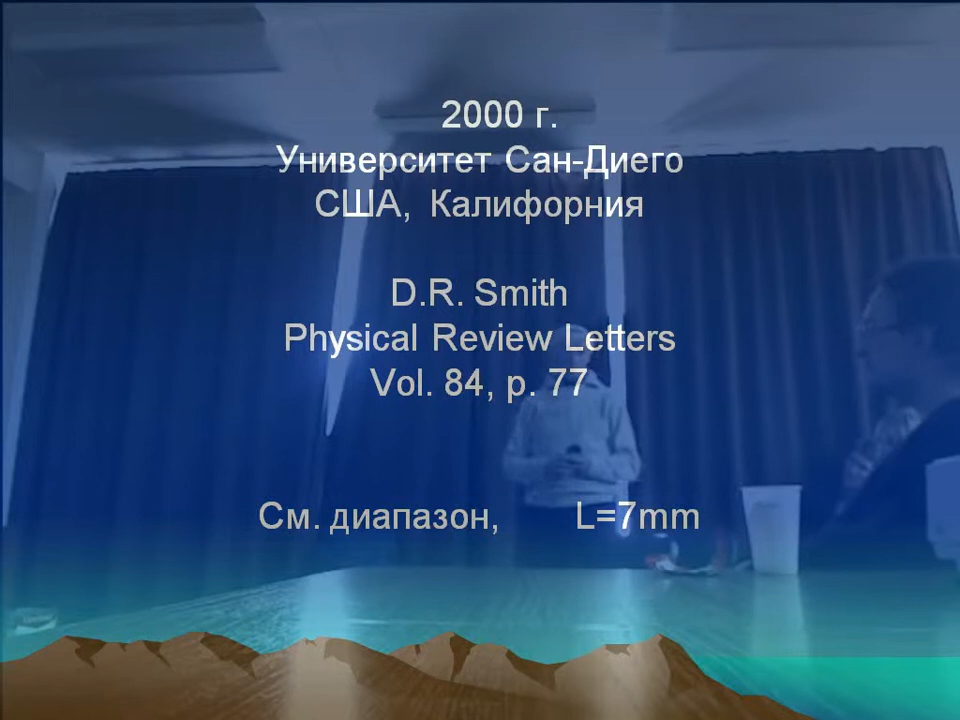 2000 г.
Университет Сан-Диего
США, Калифорния
D.R. Smith
Physical Review Letters
Vol. 84, p. 77
См. диапазон, L=7mm